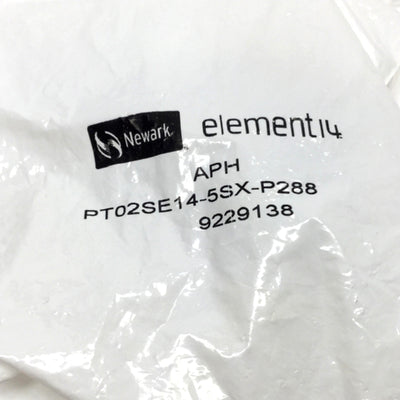 Newark element14
APH
PT02SE14-5SX-P288
9229138